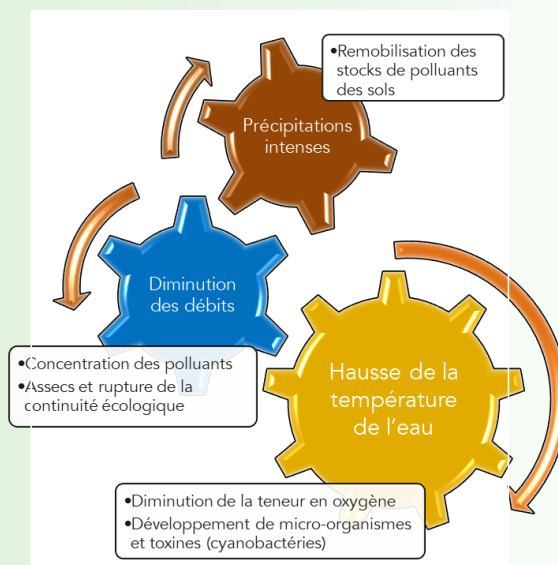 •Remobilisation des
stocks de polluants
des sols
Précipitations
intenses
Diminution
des débits
•Concentration des polluants
•Assecs et rupture de la
continuité écologique
Hausse de la
température
de l’eau
•Diminution de la teneur en oxygène
•Développement de micro-organismes
et toxines (cyanobactéries)